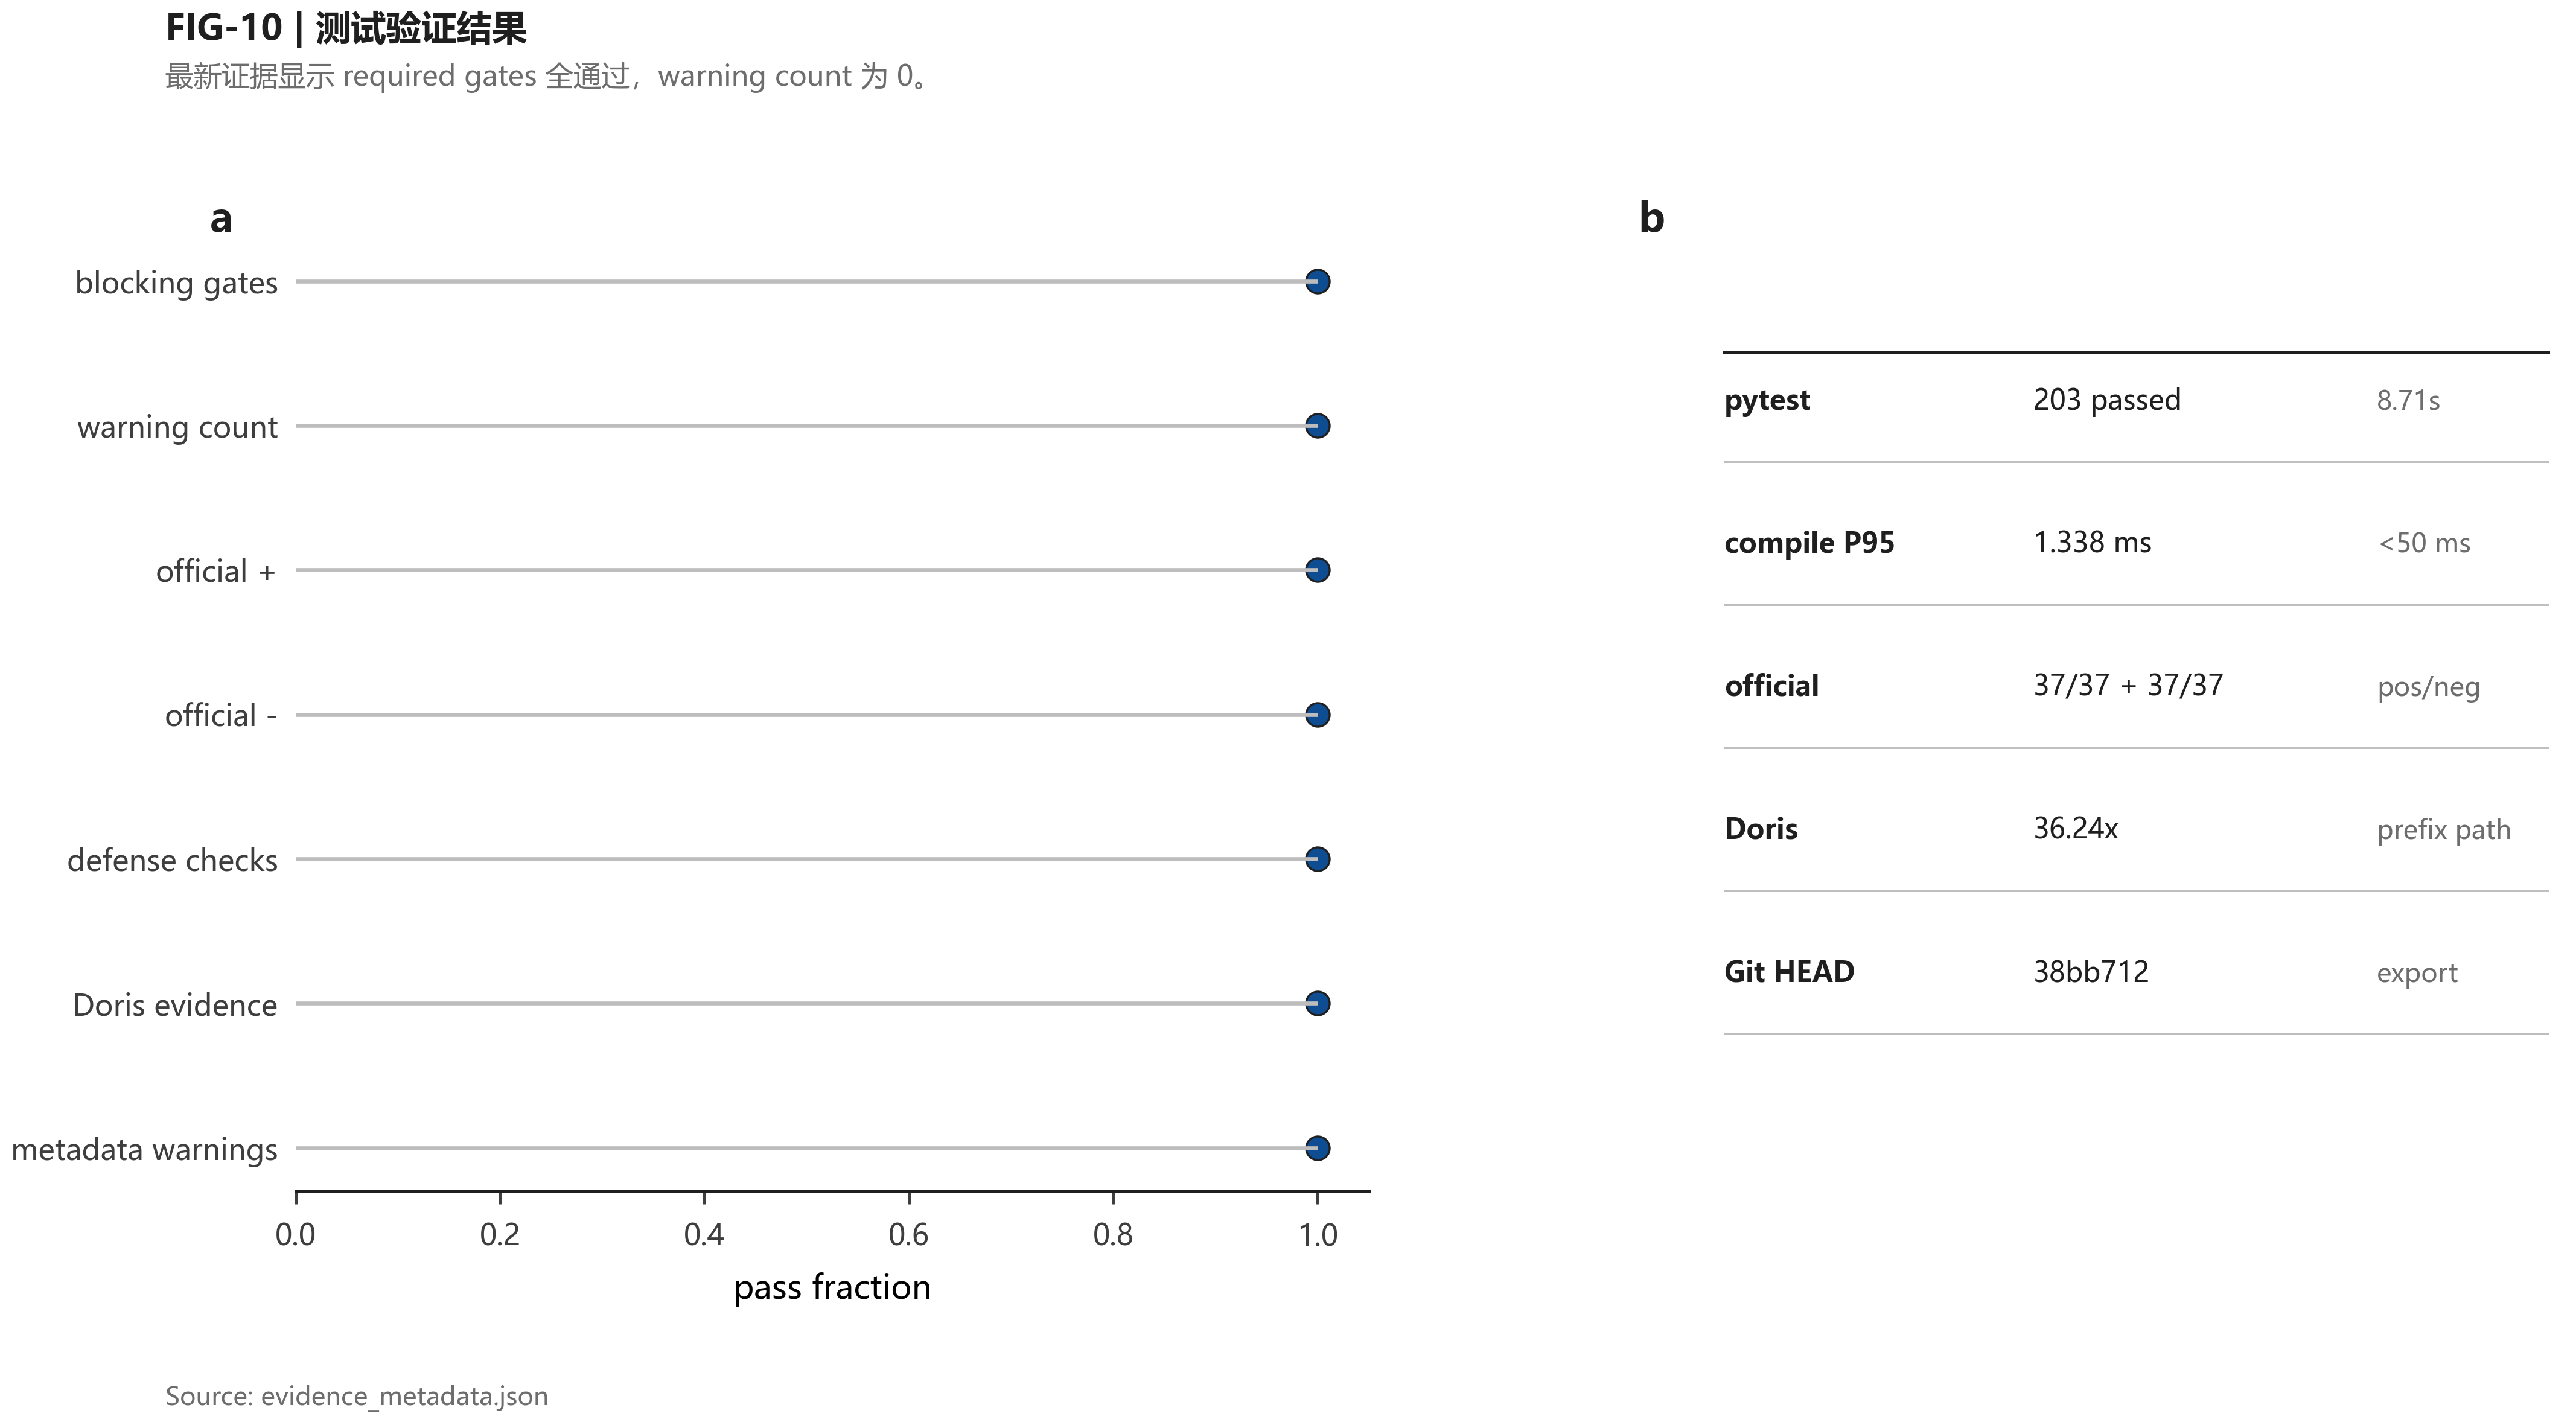 FIG-10 | 测试验证结果
最新证据显示 required gates 全通过，warning count 为 0。
a
blocking gates
warning count
official +
official -
defense checks
Doris evidence
metadata warnings
0.0 0.2 0.4 0.6 0.8 1.0
pass fraction
b
pytest 203 passed 8.71s
compile P95 1.338 ms <50 ms
official 37/37 + 37/37 pos/neg
Doris 36.24x prefix path
Git HEAD 38bb712 export
Source: evidence_metadata.json